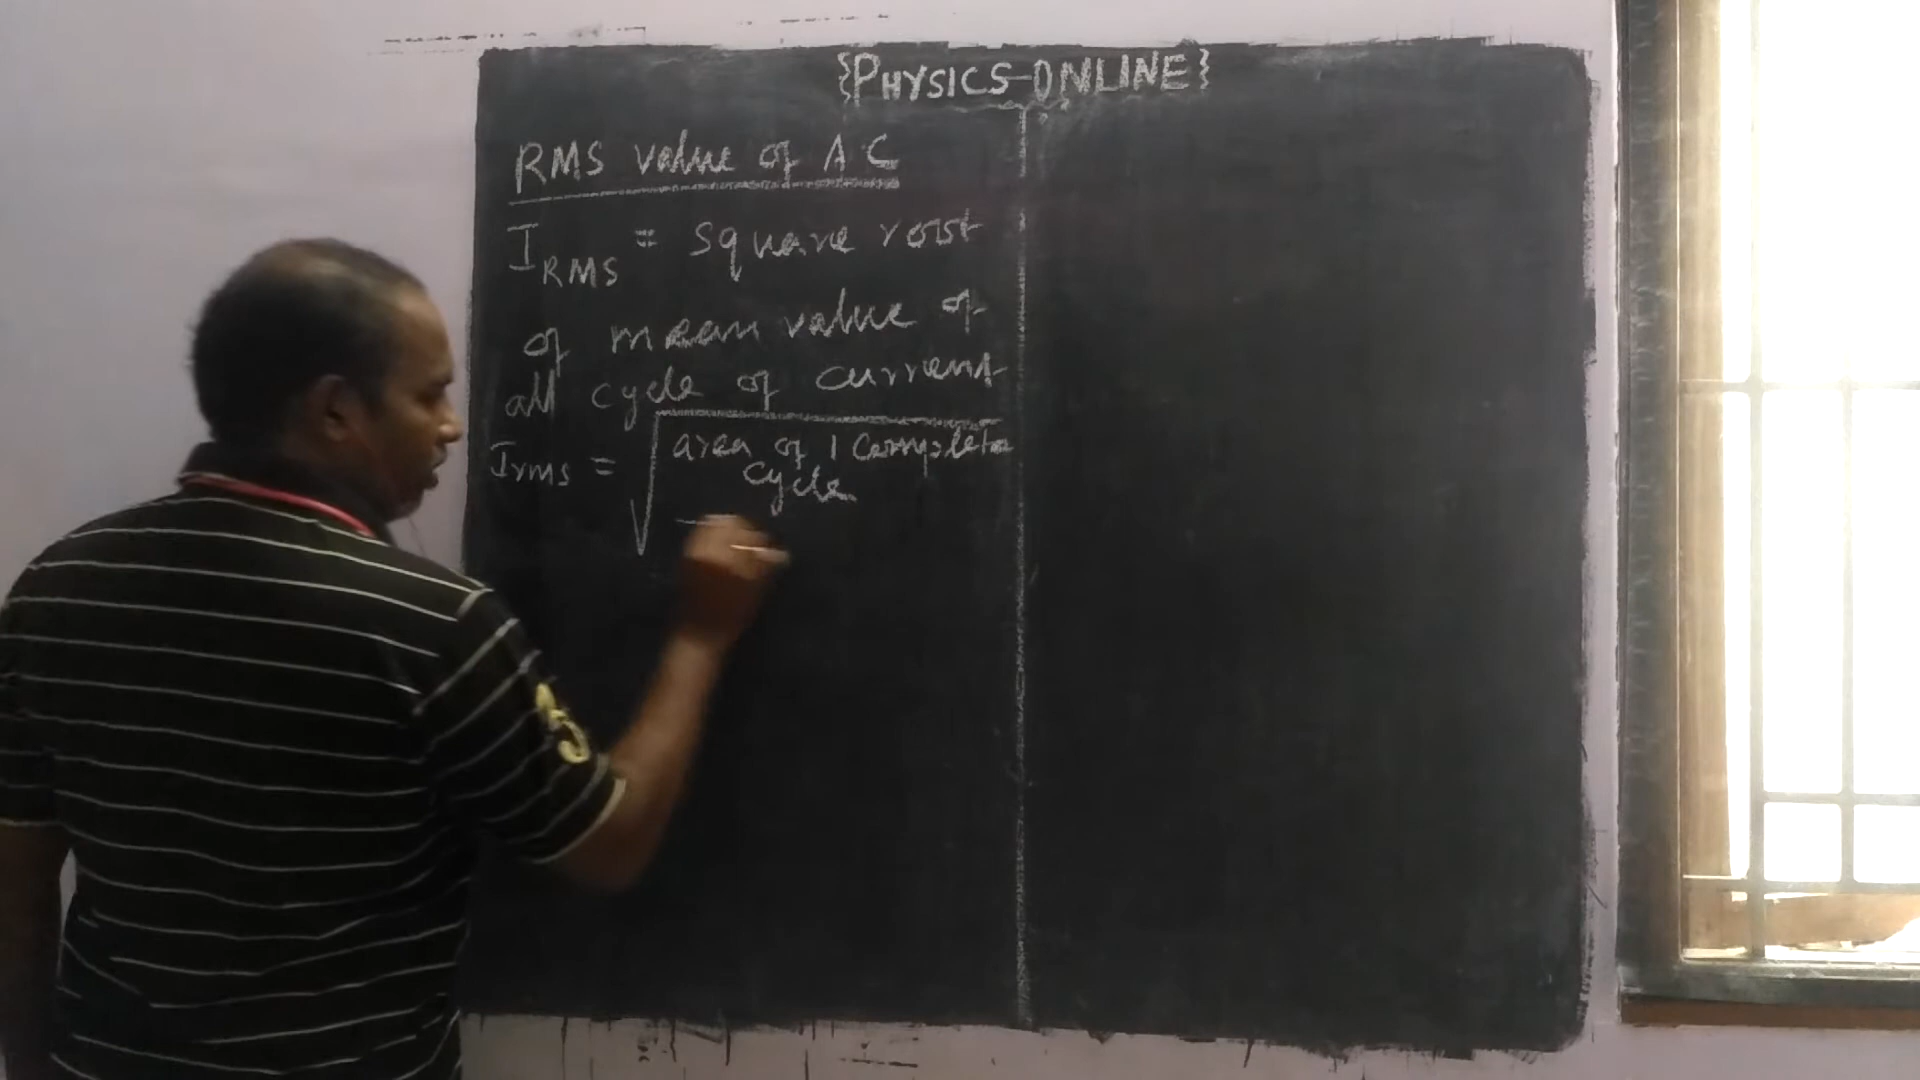 {PHYSICS-ONLINE}
RMS value of A C
IRMS = square root
of mean value of
all cycle of current
Irms = √area of 1 complete
cycle